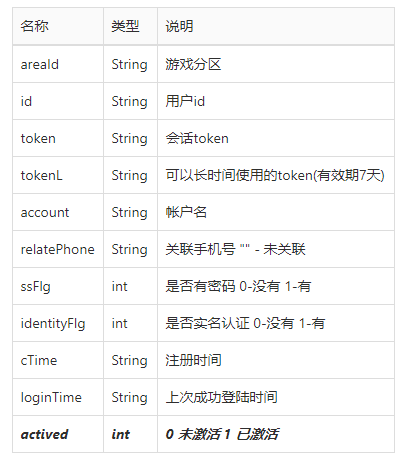 名称 类型 说明
areaId String 游戏分区
id String 用户id
token String 会话token
tokenL String 可以长时间使用的token(有效期7天)
account String 帐户名
relatePhone String 关联手机号 "" - 未关联
ssFlg int 是否有密码 0-没有 1-有
identityFlg int 是否实名认证 0-没有 1-有
cTime String 注册时间
loginTime String 上次成功登陆时间
actived int 0 未激活 1 已激活